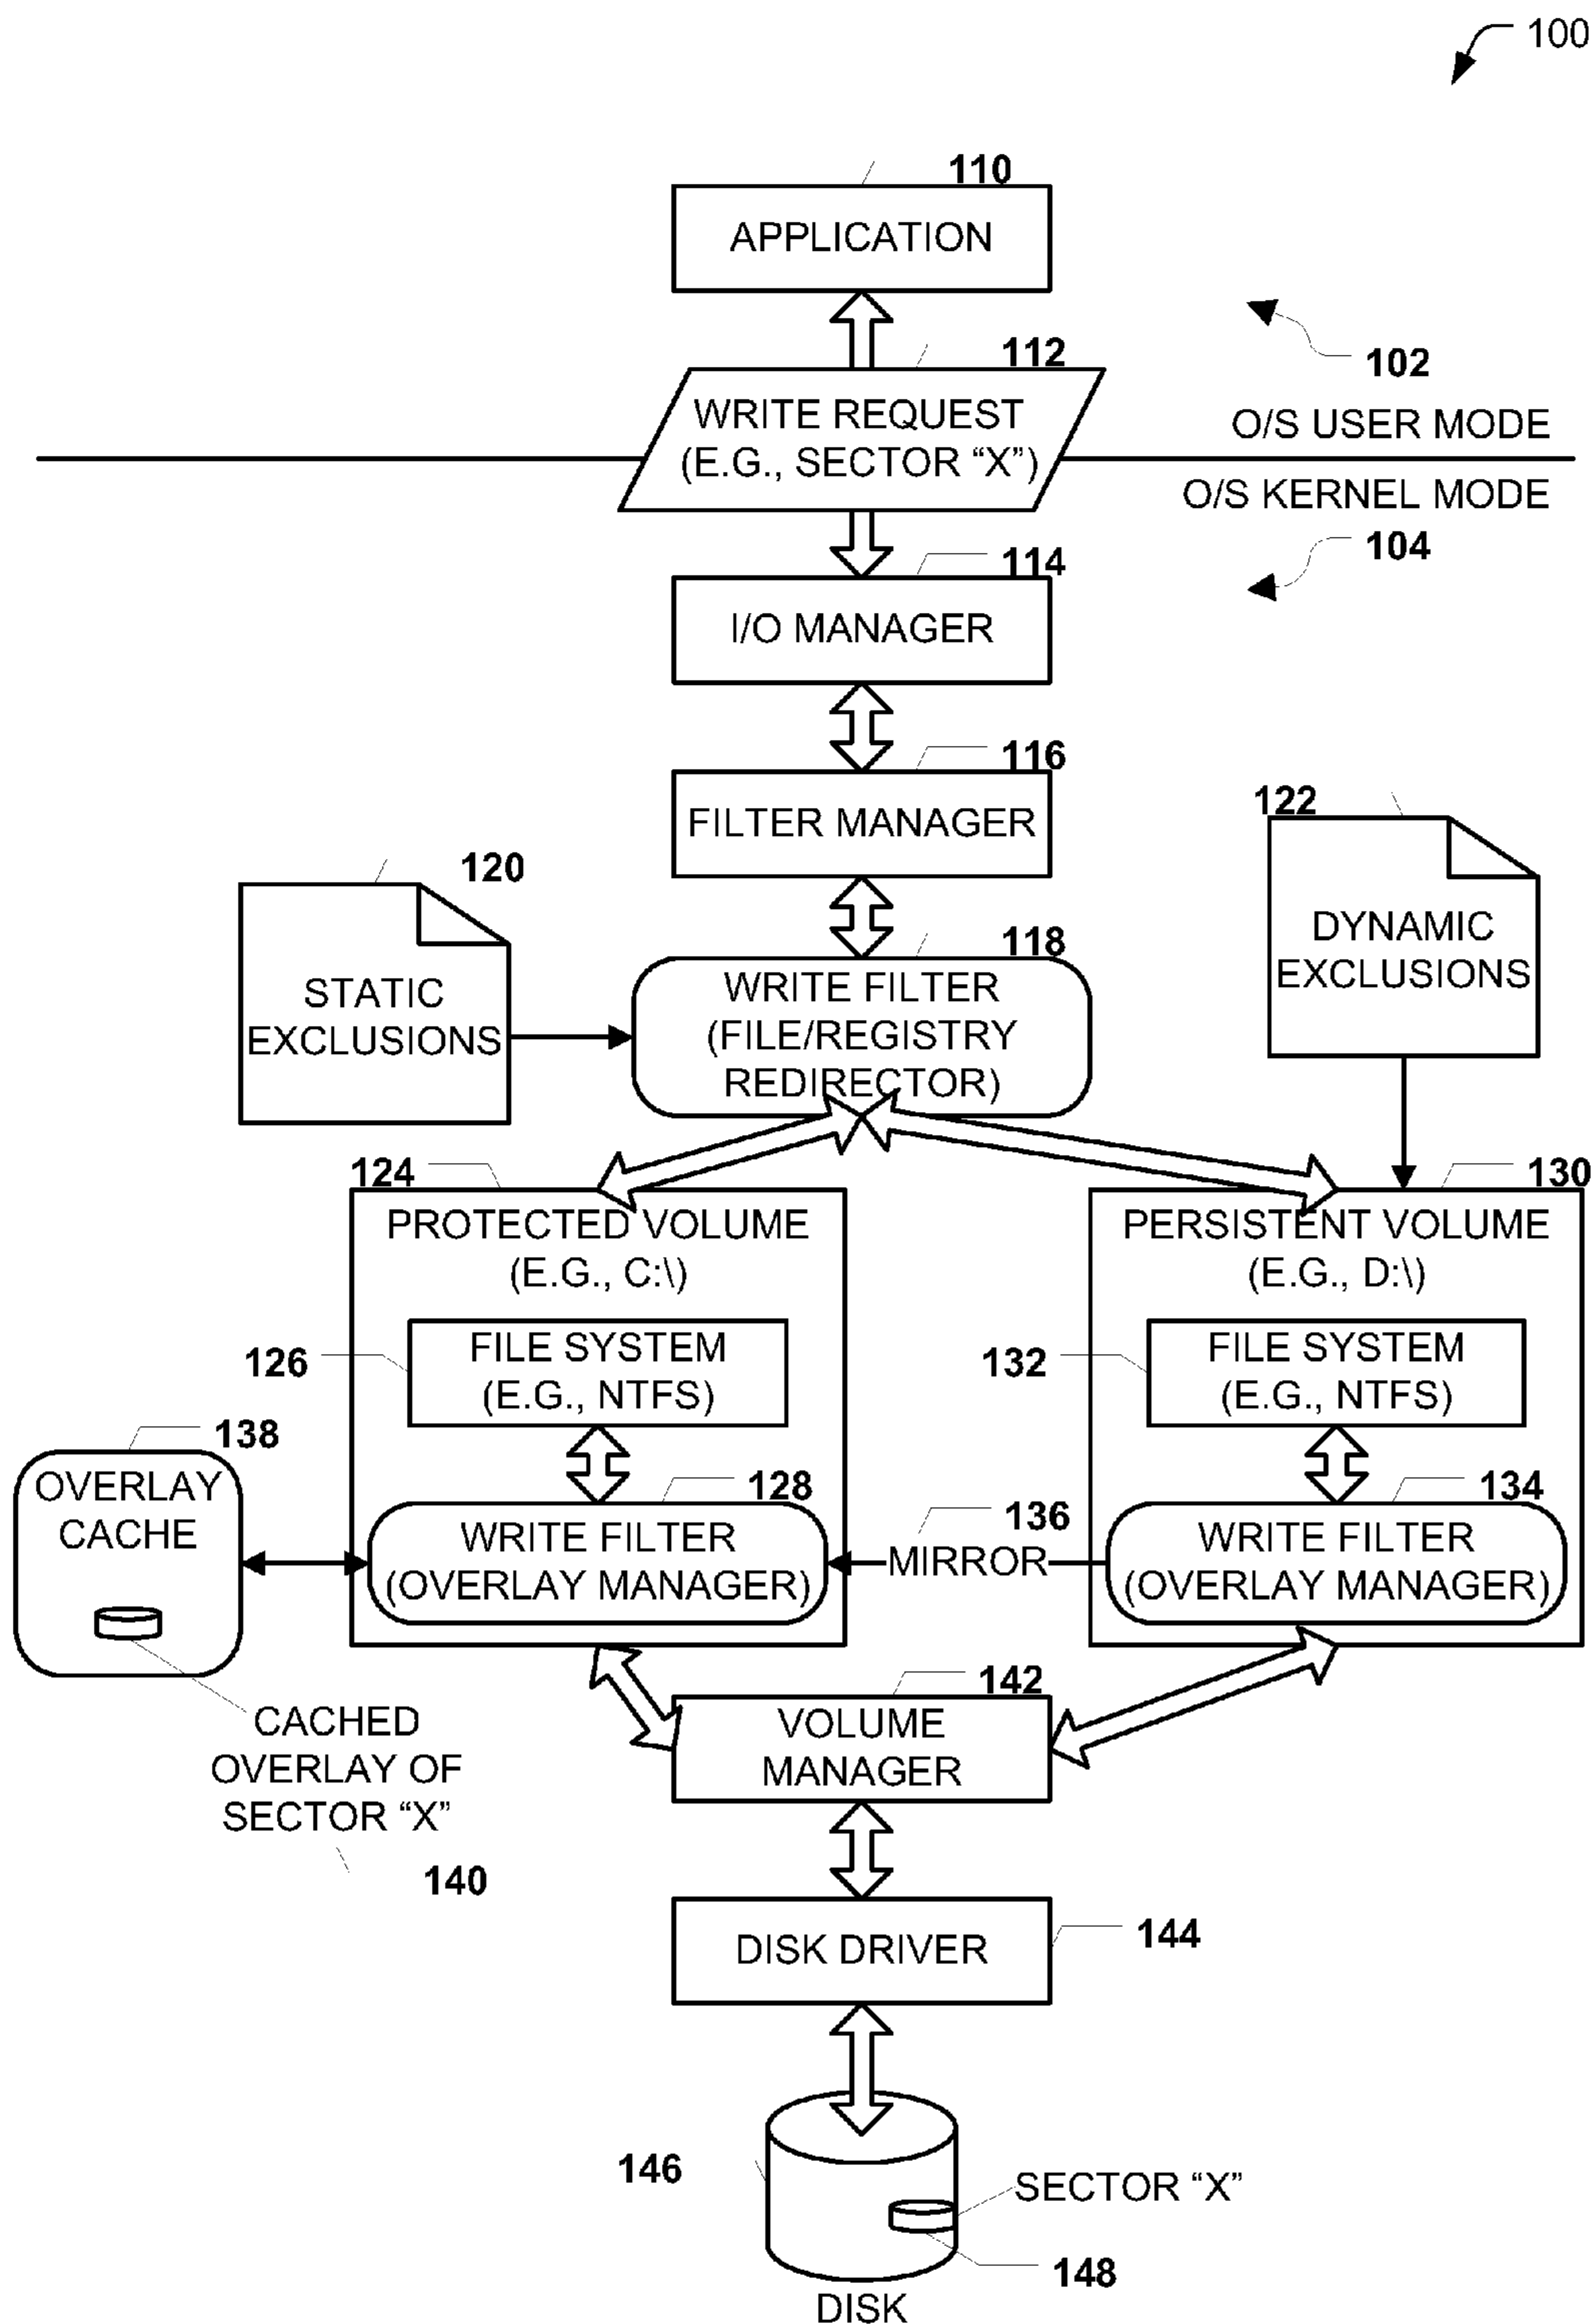 100
110
APPLICATION
112
WRITE REQUEST
(E.G., SECTOR “X”)
102
O/S USER MODE
O/S KERNEL MODE
104
114
I/O MANAGER
116
FILTER MANAGER
122
DYNAMIC
EXCLUSIONS
120
STATIC
EXCLUSIONS
118
WRITE FILTER
(FILE/REGISTRY
REDIRECTOR)
124
PROTECTED VOLUME
(E.G., C:\)
126
FILE SYSTEM
(E.G., NTFS)
128
WRITE FILTER
(OVERLAY MANAGER)
130
PERSISTENT VOLUME
(E.G., D:\)
132
FILE SYSTEM
(E.G., NTFS)
134
WRITE FILTER
(OVERLAY MANAGER)
136
MIRROR
138
OVERLAY
CACHE
CACHED
OVERLAY OF
SECTOR “X”
140
142
VOLUME
MANAGER
144
DISK DRIVER
146
SECTOR “X”
148
DISK